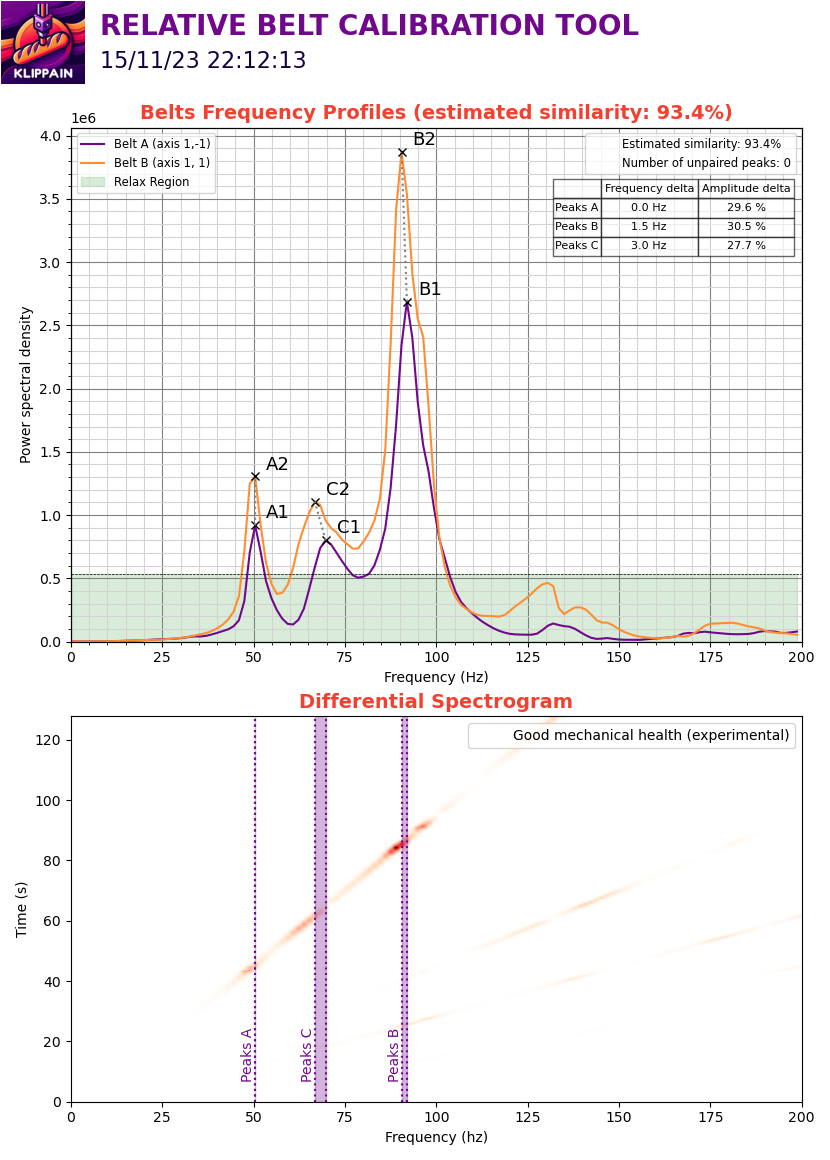 KLIPPAIN
RELATIVE BELT CALIBRATION TOOL
15/11/23 22:12:13
Belts Frequency Profiles (estimated similarity: 93.4%)
1e6
Belt A (axis 1,-1)
Belt B (axis 1, 1)
Relax Region
Estimated similarity: 93.4%
Number of unpaired peaks: 0
Frequency delta Amplitude delta
Peaks A 0.0 Hz 29.6 %
Peaks B 1.5 Hz 30.5 %
Peaks C 3.0 Hz 27.7 %
B2
B1
A2
A1
C2
C1
Power spectral density
4.0
3.5
3.0
2.5
2.0
1.5
1.0
0.5
0.0
0 25 50 75 100 125 150 175 200
Frequency (Hz)
Differential Spectrogram
Good mechanical health (experimental)
Time (s)
120
100
80
60
40
20
0
Peaks A
Peaks C
Peaks B
0 25 50 75 100 125 150 175 200
Frequency (hz)